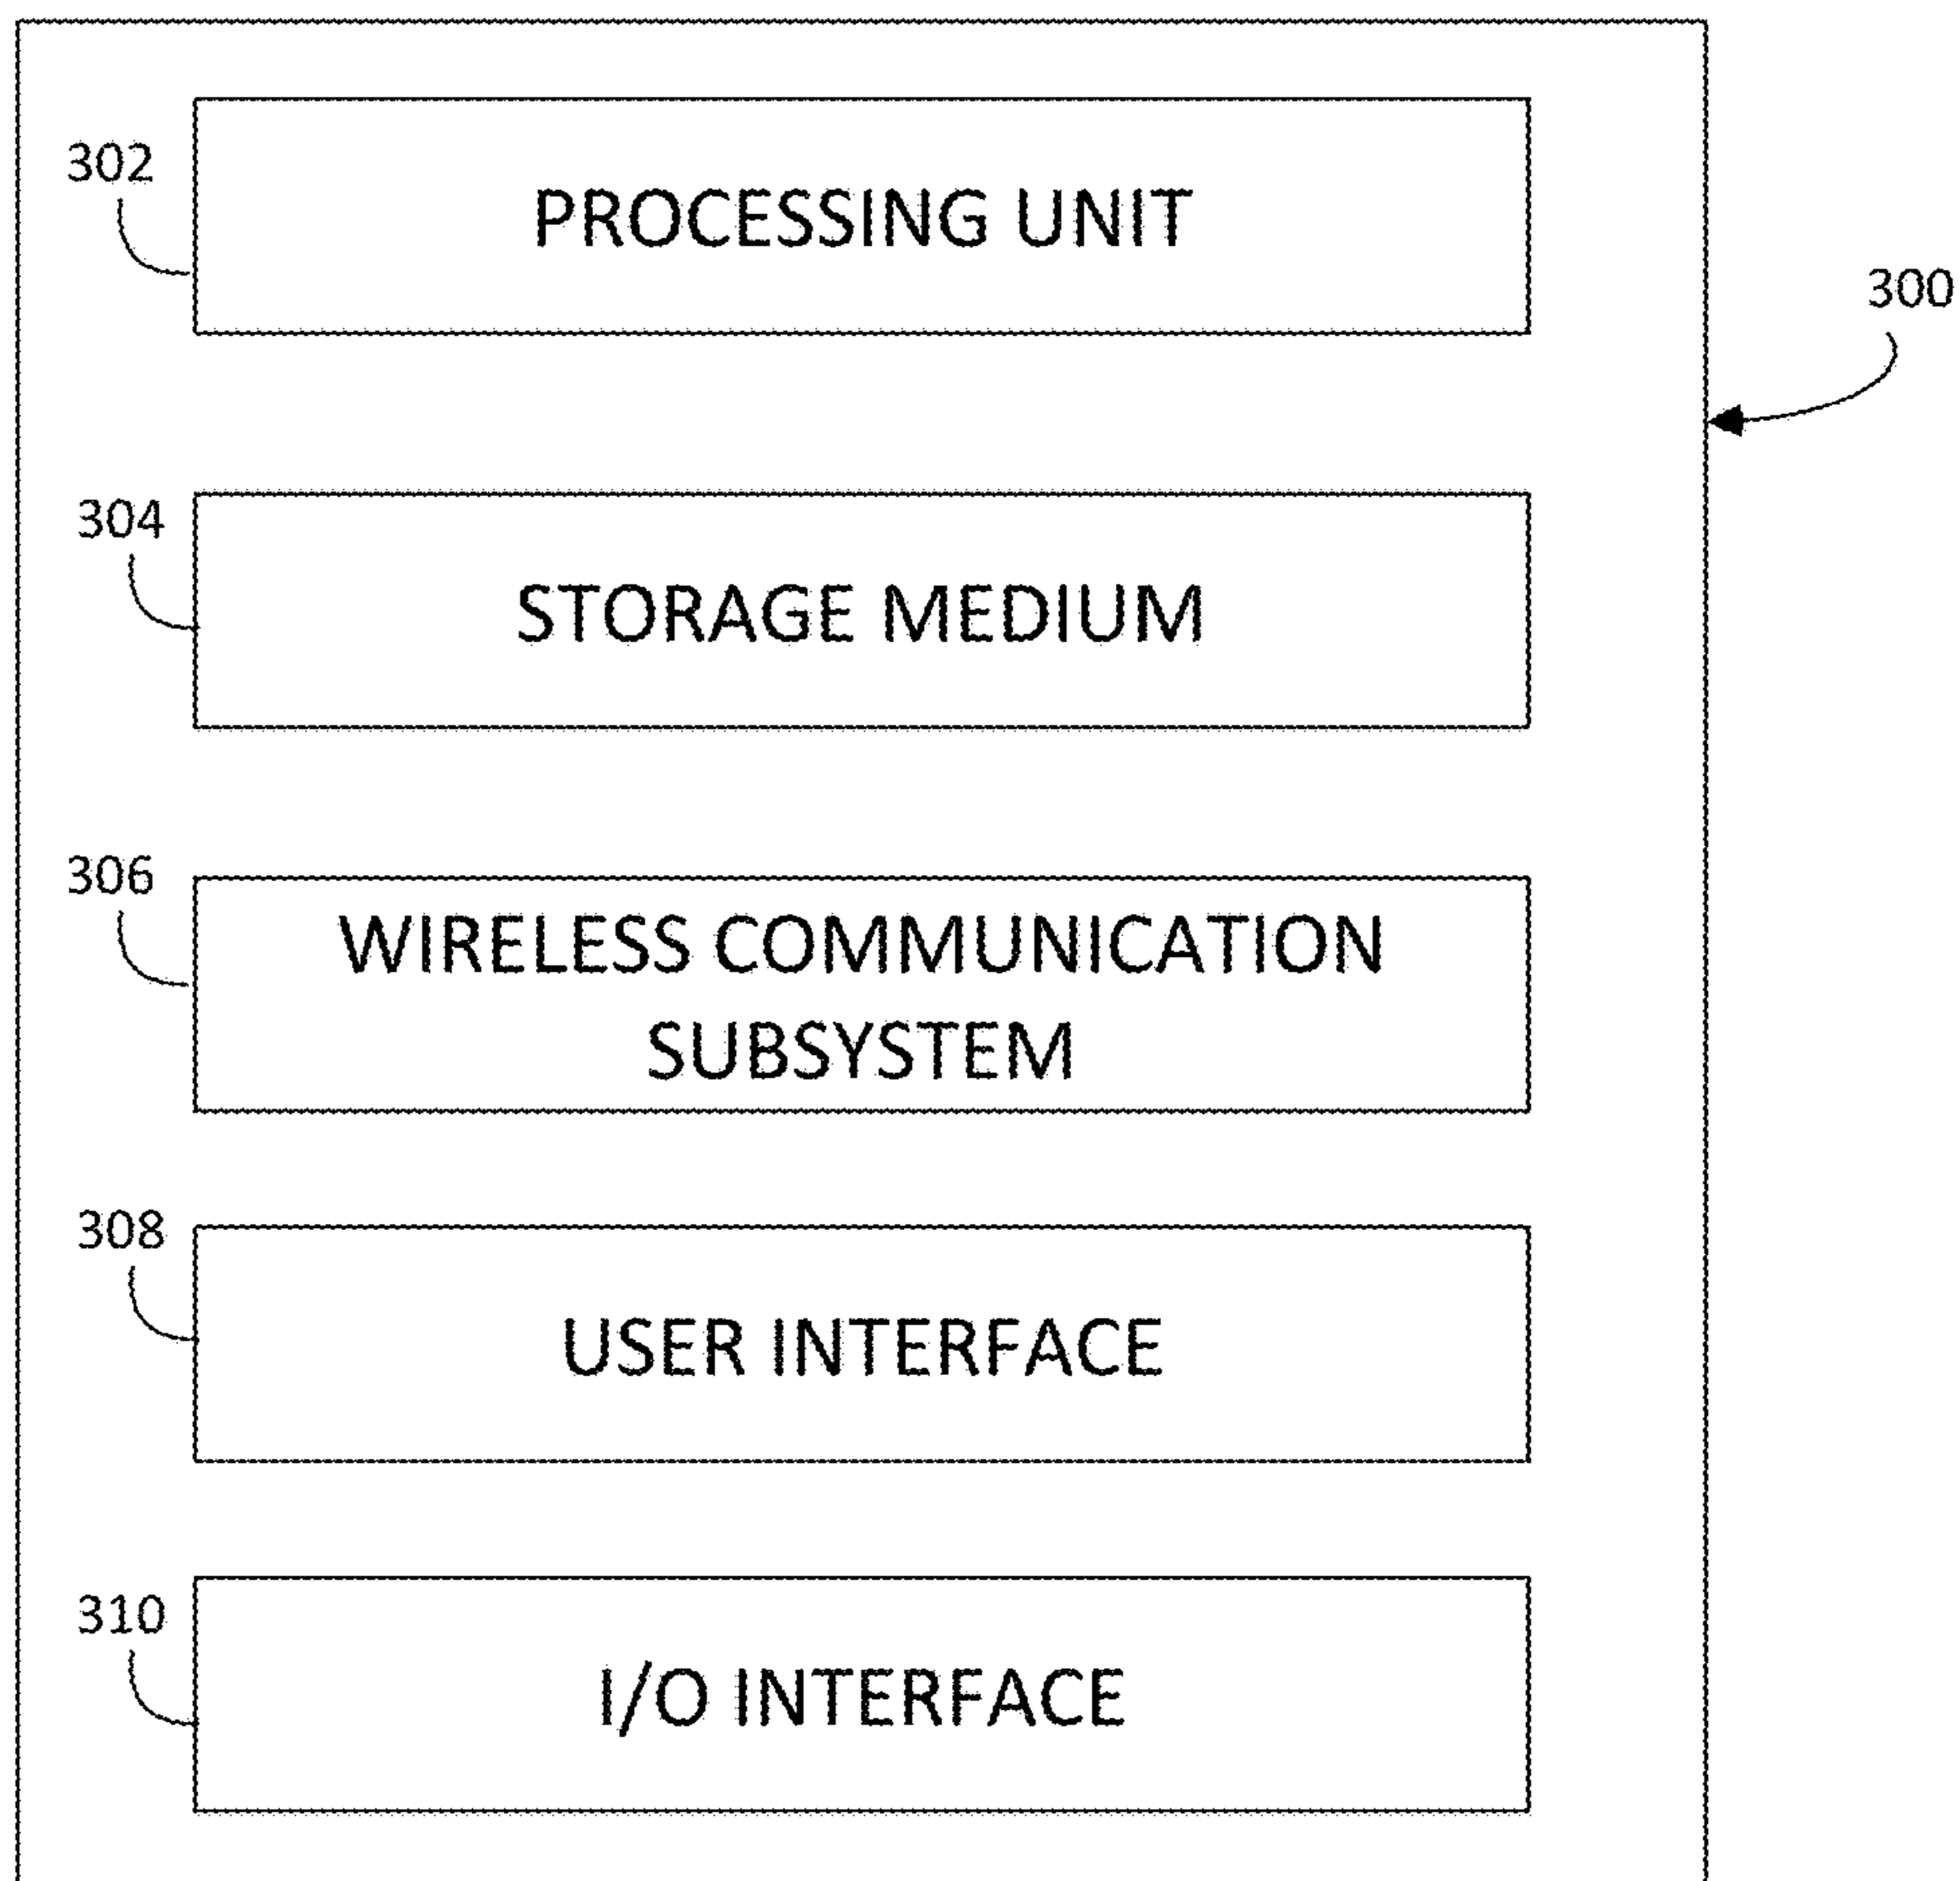 302
PROCESSING UNIT
300
304
STORAGE MEDIUM
306
WIRELESS COMMUNICATION
SUBSYSTEM
308
USER INTERFACE
310
I/O INTERFACE